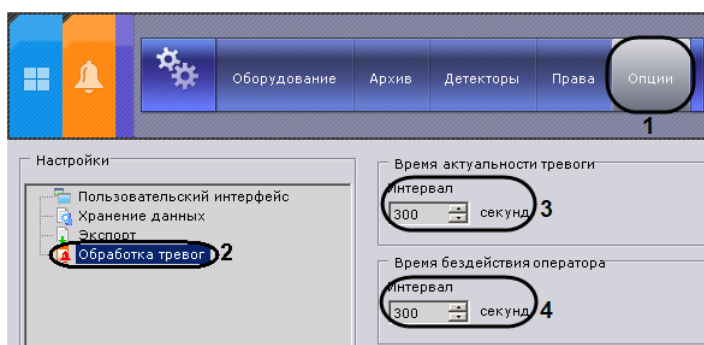 Оборудование Архив Детекторы Права Опции
1
Настройки
Пользовательский интерфейс
Хранение данных
Экспорт
Обработка тревог 2
Время актуальности тревоги
Интервал
300 секунд 3
Время бездействия оператора
Интервал
300 секунд 4